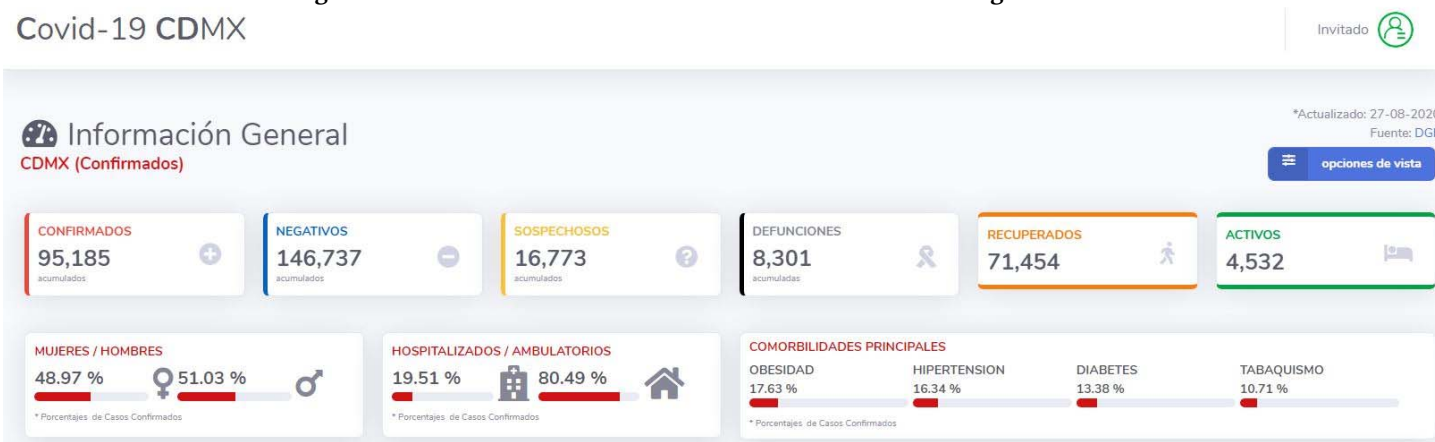 Covid-19 CDMX
Invitado
*Actualizado: 27-08-2020
Información General
Fuente:
CDMX (Confirmados)
opciones de vista
CONFIRMADOS
95,185
acumulados
NEGATIVOS
146,737
acumulados
SOSPECHOSOS
16,773
acumulados
DEFUNCIONES
8,301
acumuladas
RECUPERADOS
71,454
ACTIVOS
4,532
MUJERES / HOMBRES
48.97 % 51.03 %
* Porcentajes de Casos Confirmados
HOSPITALIZADOS / AMBULATORIOS
19.51 % 80.49 %
* Porcentajes de Casos Confirmados
COMORBILIDADES PRINCIPALES
OBESIDAD HIPERTENSION DIABETES TABAQUISMO
17.63 % 16.34 % 13.38 % 10.71 %
* Porcentajes de Casos Confirmados